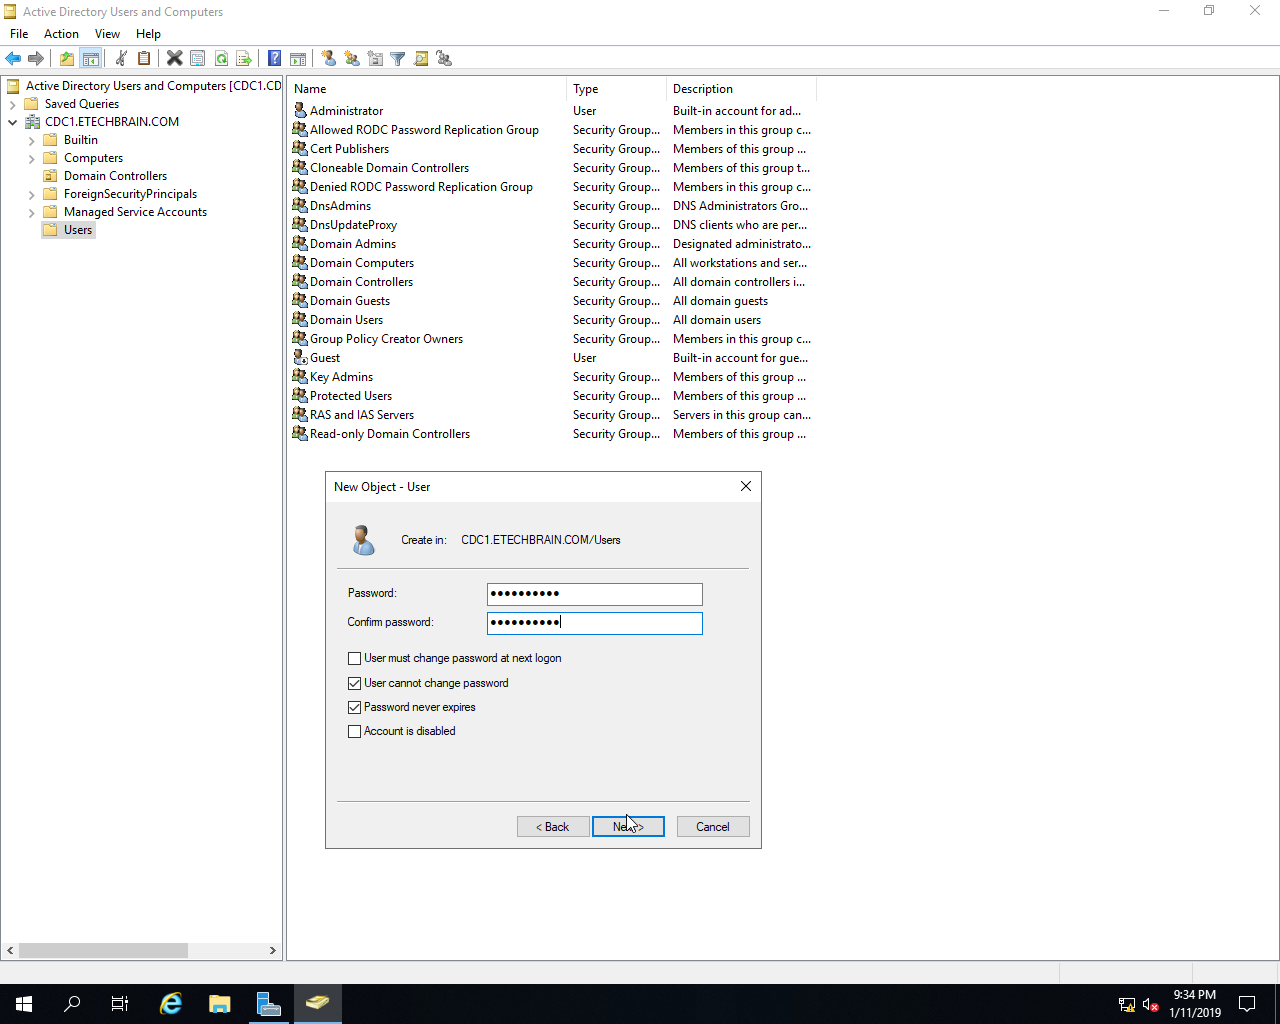 Active Directory Users and Computers
File Action View Help
Active Directory Users and Computers [CDC1.CD
Saved Queries
CDC1.ETECHBRAIN.COM
Builtin
Computers
Domain Controllers
ForeignSecurityPrincipals
Managed Service Accounts
Users
Name Type Description
Administrator User Built-in account for ad...
Allowed RODC Password Replication Group Security Group... Members in this group c...
Cert Publishers Security Group... Members of this group ...
Cloneable Domain Controllers Security Group... Members of this group t...
Denied RODC Password Replication Group Security Group... Members in this group c...
DnsAdmins Security Group... DNS Administrators Gro...
DnsUpdateProxy Security Group... DNS clients who are per...
Domain Admins Security Group... Designated administrato...
Domain Computers Security Group... All workstations and ser...
Domain Controllers Security Group... All domain controllers i...
Domain Guests Security Group... All domain guests
Domain Users Security Group... All domain users
Group Policy Creator Owners Security Group... Members in this group c...
Guest User Built-in account for gue...
Key Admins Security Group... Members of this group ...
Protected Users Security Group... Members of this group ...
RAS and IAS Servers Security Group... Servers in this group can...
Read-only Domain Controllers Security Group... Members of this group ...
New Object - User
Create in: CDC1.ETECHBRAIN.COM/Users
Password: ●●●●●●●●●●
Confirm password: ●●●●●●●●●●
User must change password at next logon
User cannot change password
Password never expires
Account is disabled
< Back Cancel
9:34 PM
1/11/2019